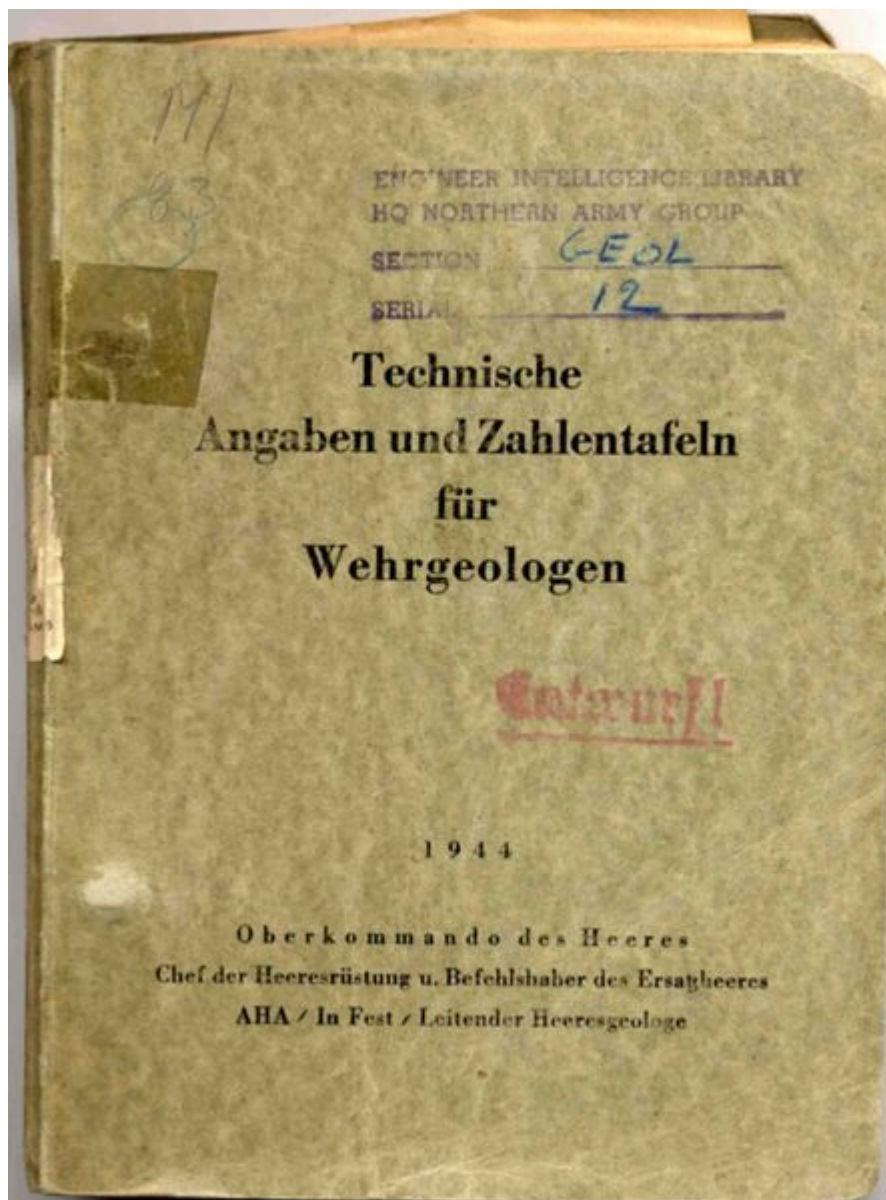 141
ENGINEER INTELLIGENCE LIBRARY
HQ NORTHERN ARMY GROUP
SECTION GEOL
SERIAL 12
Technische
Angaben und Zahlentafeln
für
Wehrgeologen
Entwurf!
1944
Oberkommando des Heeres
Chef der Heeresrüstung u. Befehlshaber des Ersatzheeres
AHA / In Fest / Leitender Heeresgeologe